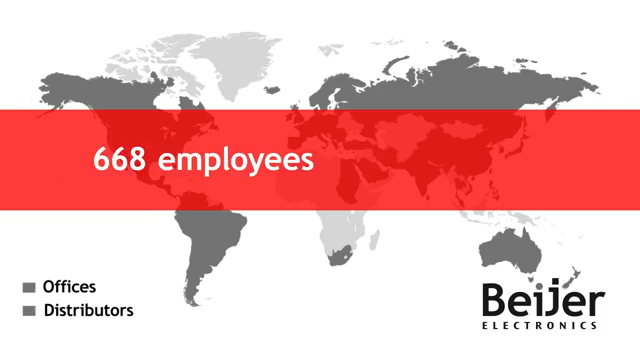 668 employees
Offices
Distributors
Beijer
ELECTRONICS